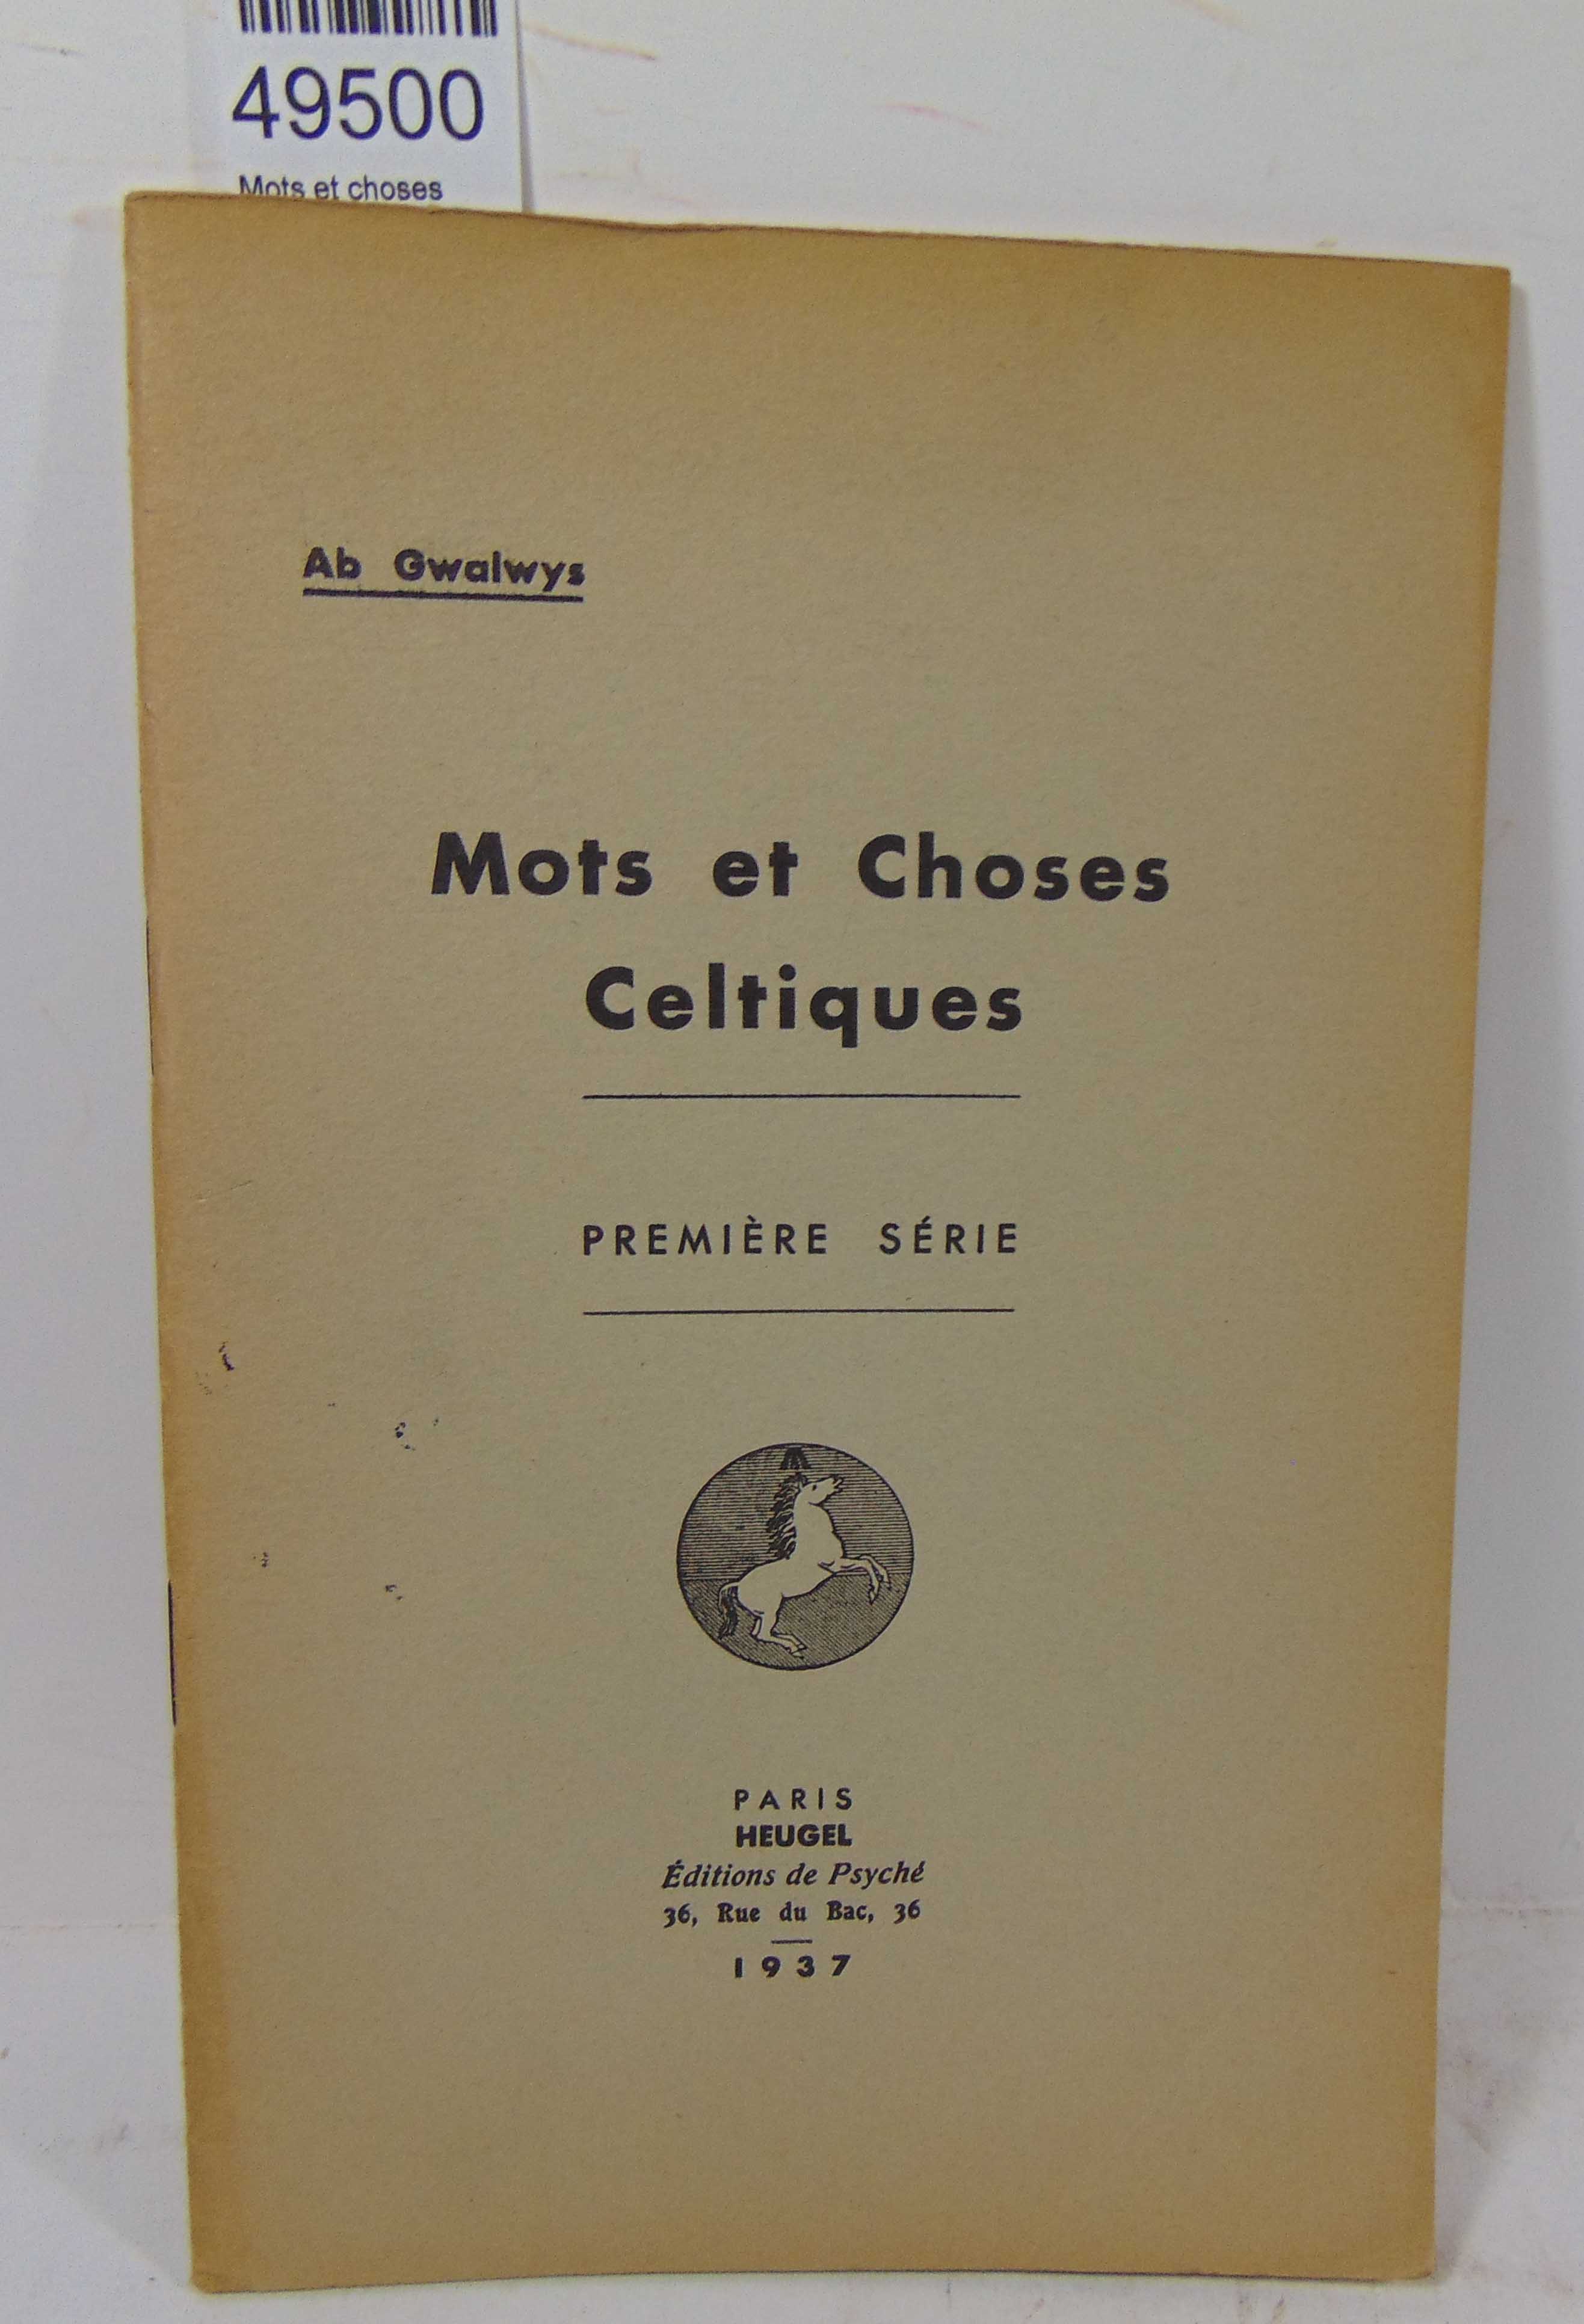 49500
Mots et choses
Ab Gwalwys
Mots et Choses
Celtiques
PREMIÈRE SÉRIE
PARIS
HEUGEL
Éditions de Psyché
36, Rue du Bac, 36
1937